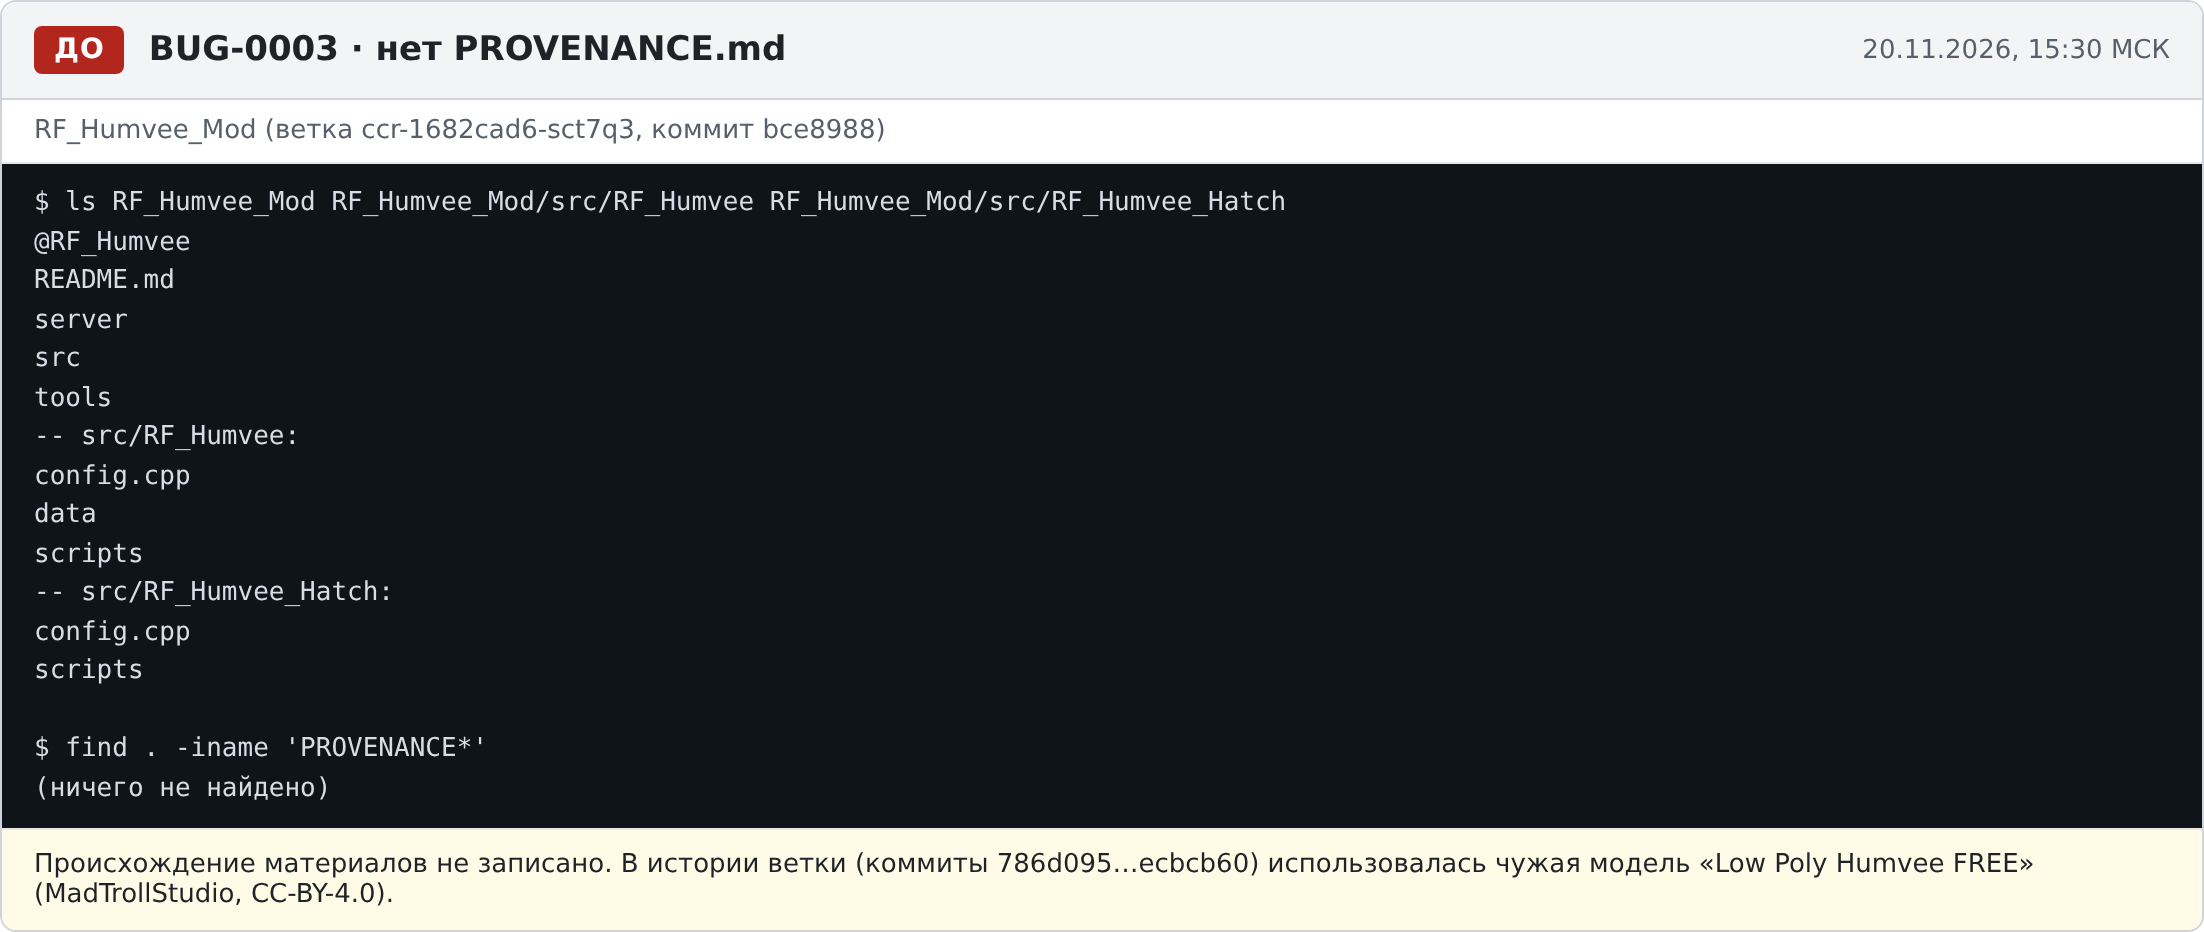 ДО
BUG-0003 · нет PROVENANCE.md
20.11.2026, 15:30 МСК
RF_Humvee_Mod (ветка ccr-1682cad6-sct7q3, коммит bce8988)
$ ls RF_Humvee_Mod RF_Humvee_Mod/src/RF_Humvee RF_Humvee_Mod/src/RF_Humvee_Hatch
@RF_Humvee
README.md
server
src
tools
-- src/RF_Humvee:
config.cpp
data
scripts
-- src/RF_Humvee_Hatch:
config.cpp
scripts
$ find . -iname 'PROVENANCE*'
(ничего не найдено)
Происхождение материалов не записано. В истории ветки (коммиты 786d095…ecbcb60) использовалась чужая модель «Low Poly Humvee FREE»
(MadTrollStudio, CC-BY-4.0).